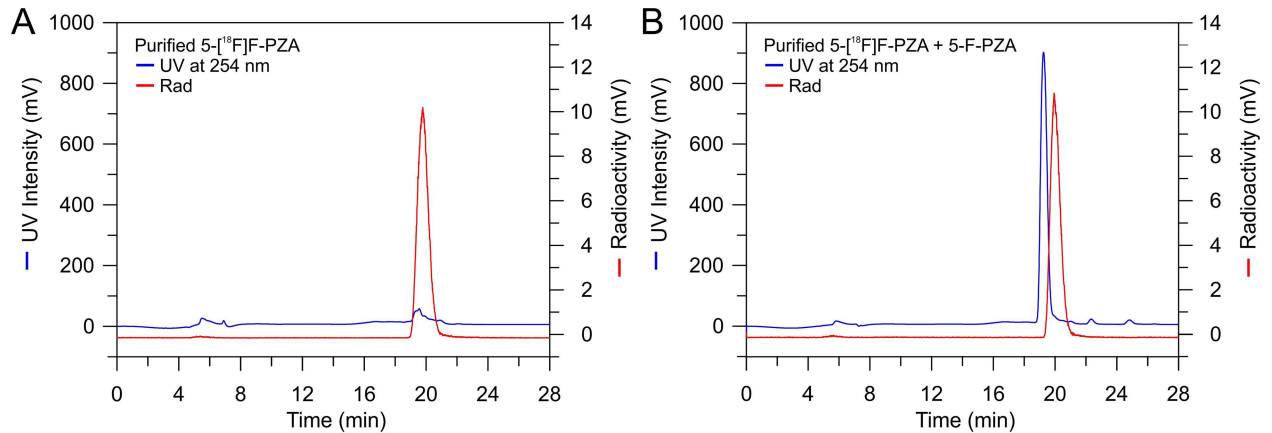 A
Purified 5-[¹⁸F]F-PZA
UV at 254 nm
Rad
1000
800
600
400
200
0
UV Intensity (mV)
14
12
10
8
6
4
2
0
Radioactivity (mV)
0 4 8 12 16 20 24 28
Time (min)
B
Purified 5-[¹⁸F]F-PZA + 5-F-PZA
UV at 254 nm
Rad
1000
800
600
400
200
0
UV Intensity (mV)
14
12
10
8
6
4
2
0
Radioactivity (mV)
0 4 8 12 16 20 24 28
Time (min)